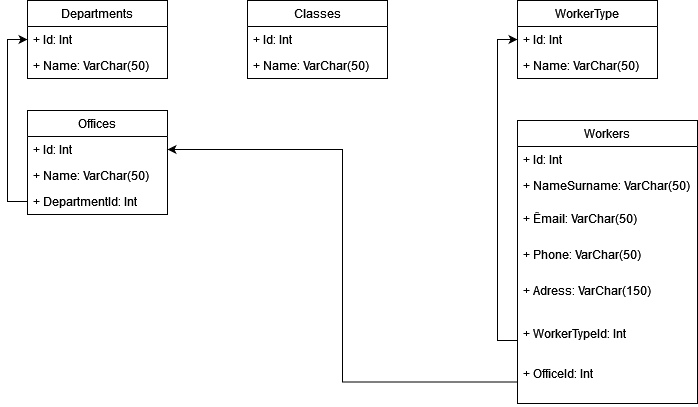 Departments
+ Id: Int
+ Name: VarChar(50)
Classes
+ Id: Int
+ Name: VarChar(50)
WorkerType
+ Id: Int
+ Name: VarChar(50)
Offices
+ Id: Int
+ Name: VarChar(50)
+ DepartmentId: Int
Workers
+ Id: Int
+ NameSurname: VarChar(50)
+ Êmail: VarChar(50)
+ Phone: VarChar(50)
+ Adress: VarChar(150)
+ WorkerTypeId: Int
+ OfficeId: Int